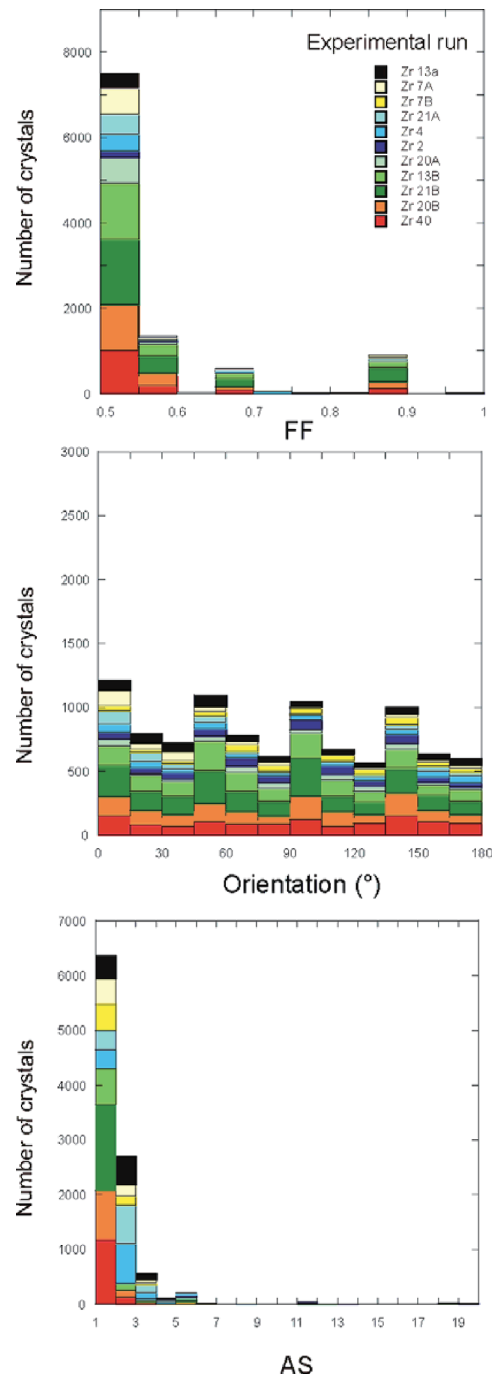 Experimental run
Zr 13a
Zr 7A
Zr 7B
Zr 21A
Zr 4
Zr 2
Zr 20A
Zr 13B
Zr 21B
Zr 20B
Zr 40
Number of crystals
8000
6000
4000
2000
0
0.5 0.6 0.7 0.8 0.9 1
FF
Number of crystals
3000
2500
2000
1500
1000
500
0
0 30 60 90 120 150 180
Orientation (°)
Number of crystals
7000
6000
5000
4000
3000
2000
1000
0
1 3 5 7 9 11 13 15 17 19
AS